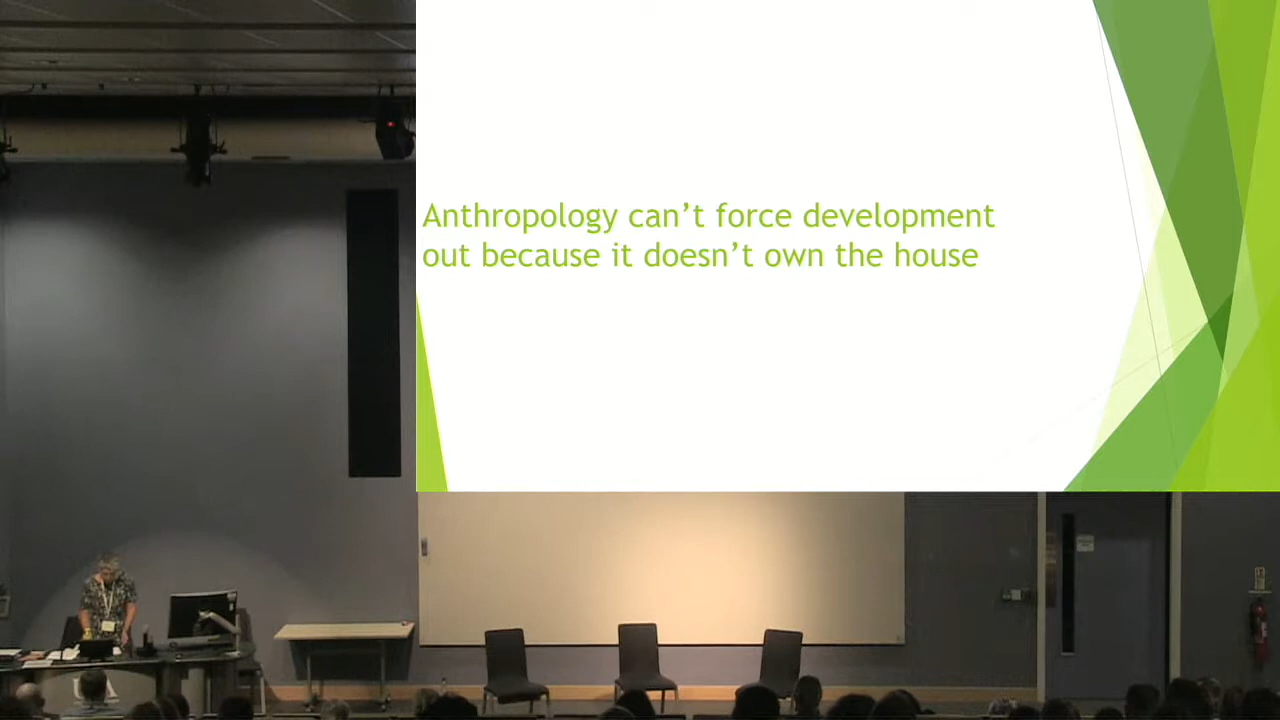 Anthropology can’t force development
out because it doesn’t own the house